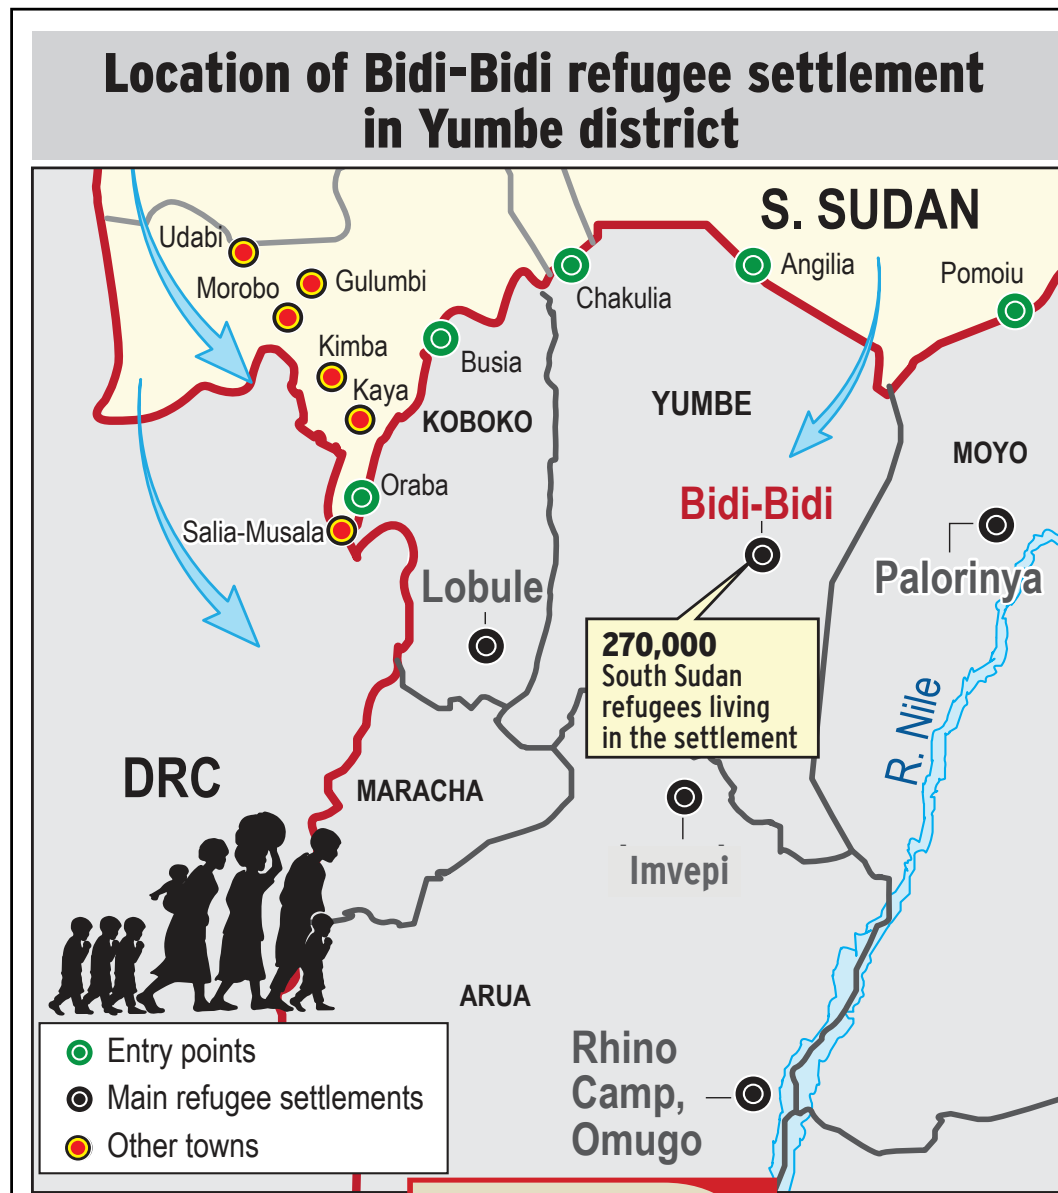 Location of Bidi-Bidi refugee settlement
in Yumbe district
S. SUDAN
Udabi
Gulumbi
Morobo
Chakulia
Angilia
Pomoiu
Kimba
Busia
Kaya
KOBOKO
YUMBE
MOYO
Oraba
Bidi-Bidi
Salia-Musala
Lobule
Palorinya
270,000
South Sudan
refugees living
in the settlement
R. Nile
DRC
MARACHA
Imvepi
ARUA
Rhino
Camp,
Omugo
Entry points
Main refugee settlements
Other towns